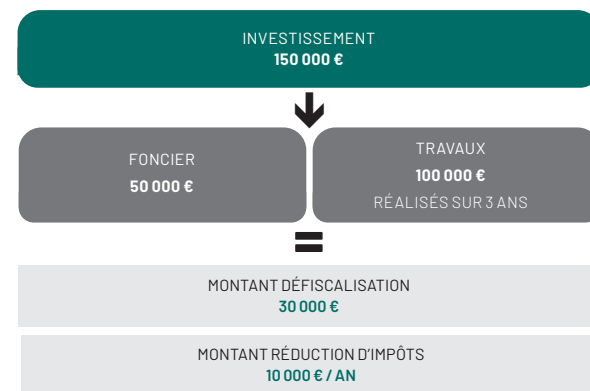 INVESTISSEMENT
150 000 €
FONCIER
50 000 €
TRAVAUX
100 000 €
RÉALISÉS SUR 3 ANS
MONTANT DÉFISCALISATION
30 000 €
MONTANT RÉDUCTION D'IMPÔTS
10 000 € / AN